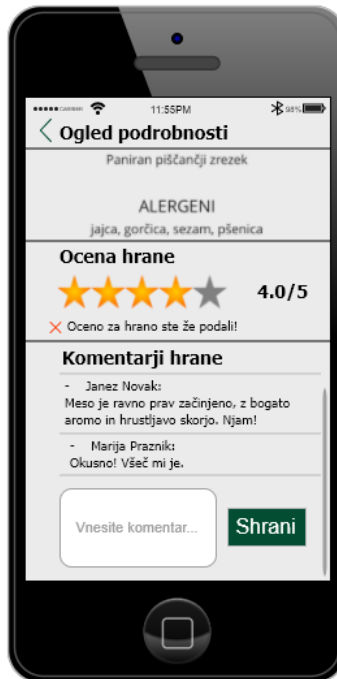 CARRIER 11:55PM 98%
Ogled podrobnosti
Paniran piščančji zrezek
ALERGENI
jajca, gorčica, sezam, pšenica
Ocena hrane
4.0/5
Oceno za hrano ste že podali!
Komentarji hrane
- Janez Novak:
Meso je ravno prav začinjeno, z bogato
aromo in hrustljavo skorjo. Njam!
- Marija Praznik:
Okusno! Všeč mi je.
Vnesite komentar...
Shrani